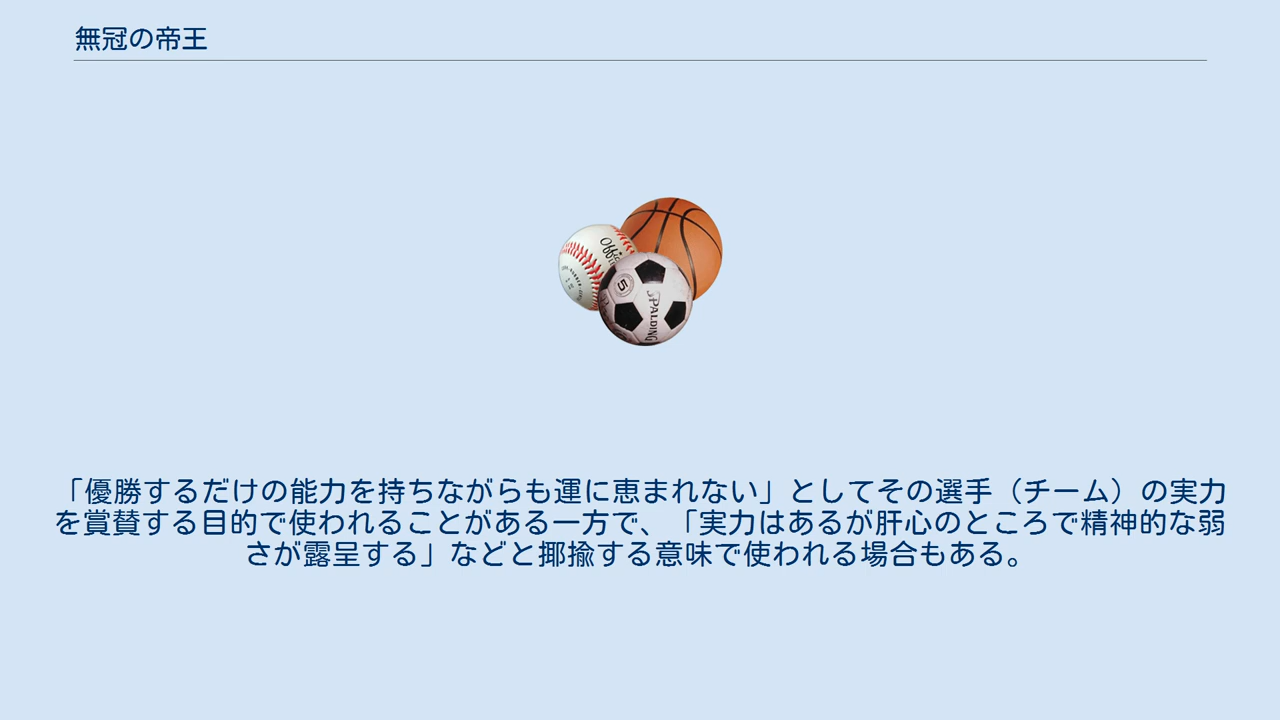 無冠の帝王
Offic
5
SPALDING
「優勝するだけの能力を持ちながらも運に恵まれない」としてその選手（チーム）の実力
を賞賛する目的で使われることがある一方で、「実力はあるが肝心のところで精神的な弱
さが露呈する」などと揶揄する意味で使われる場合もある。